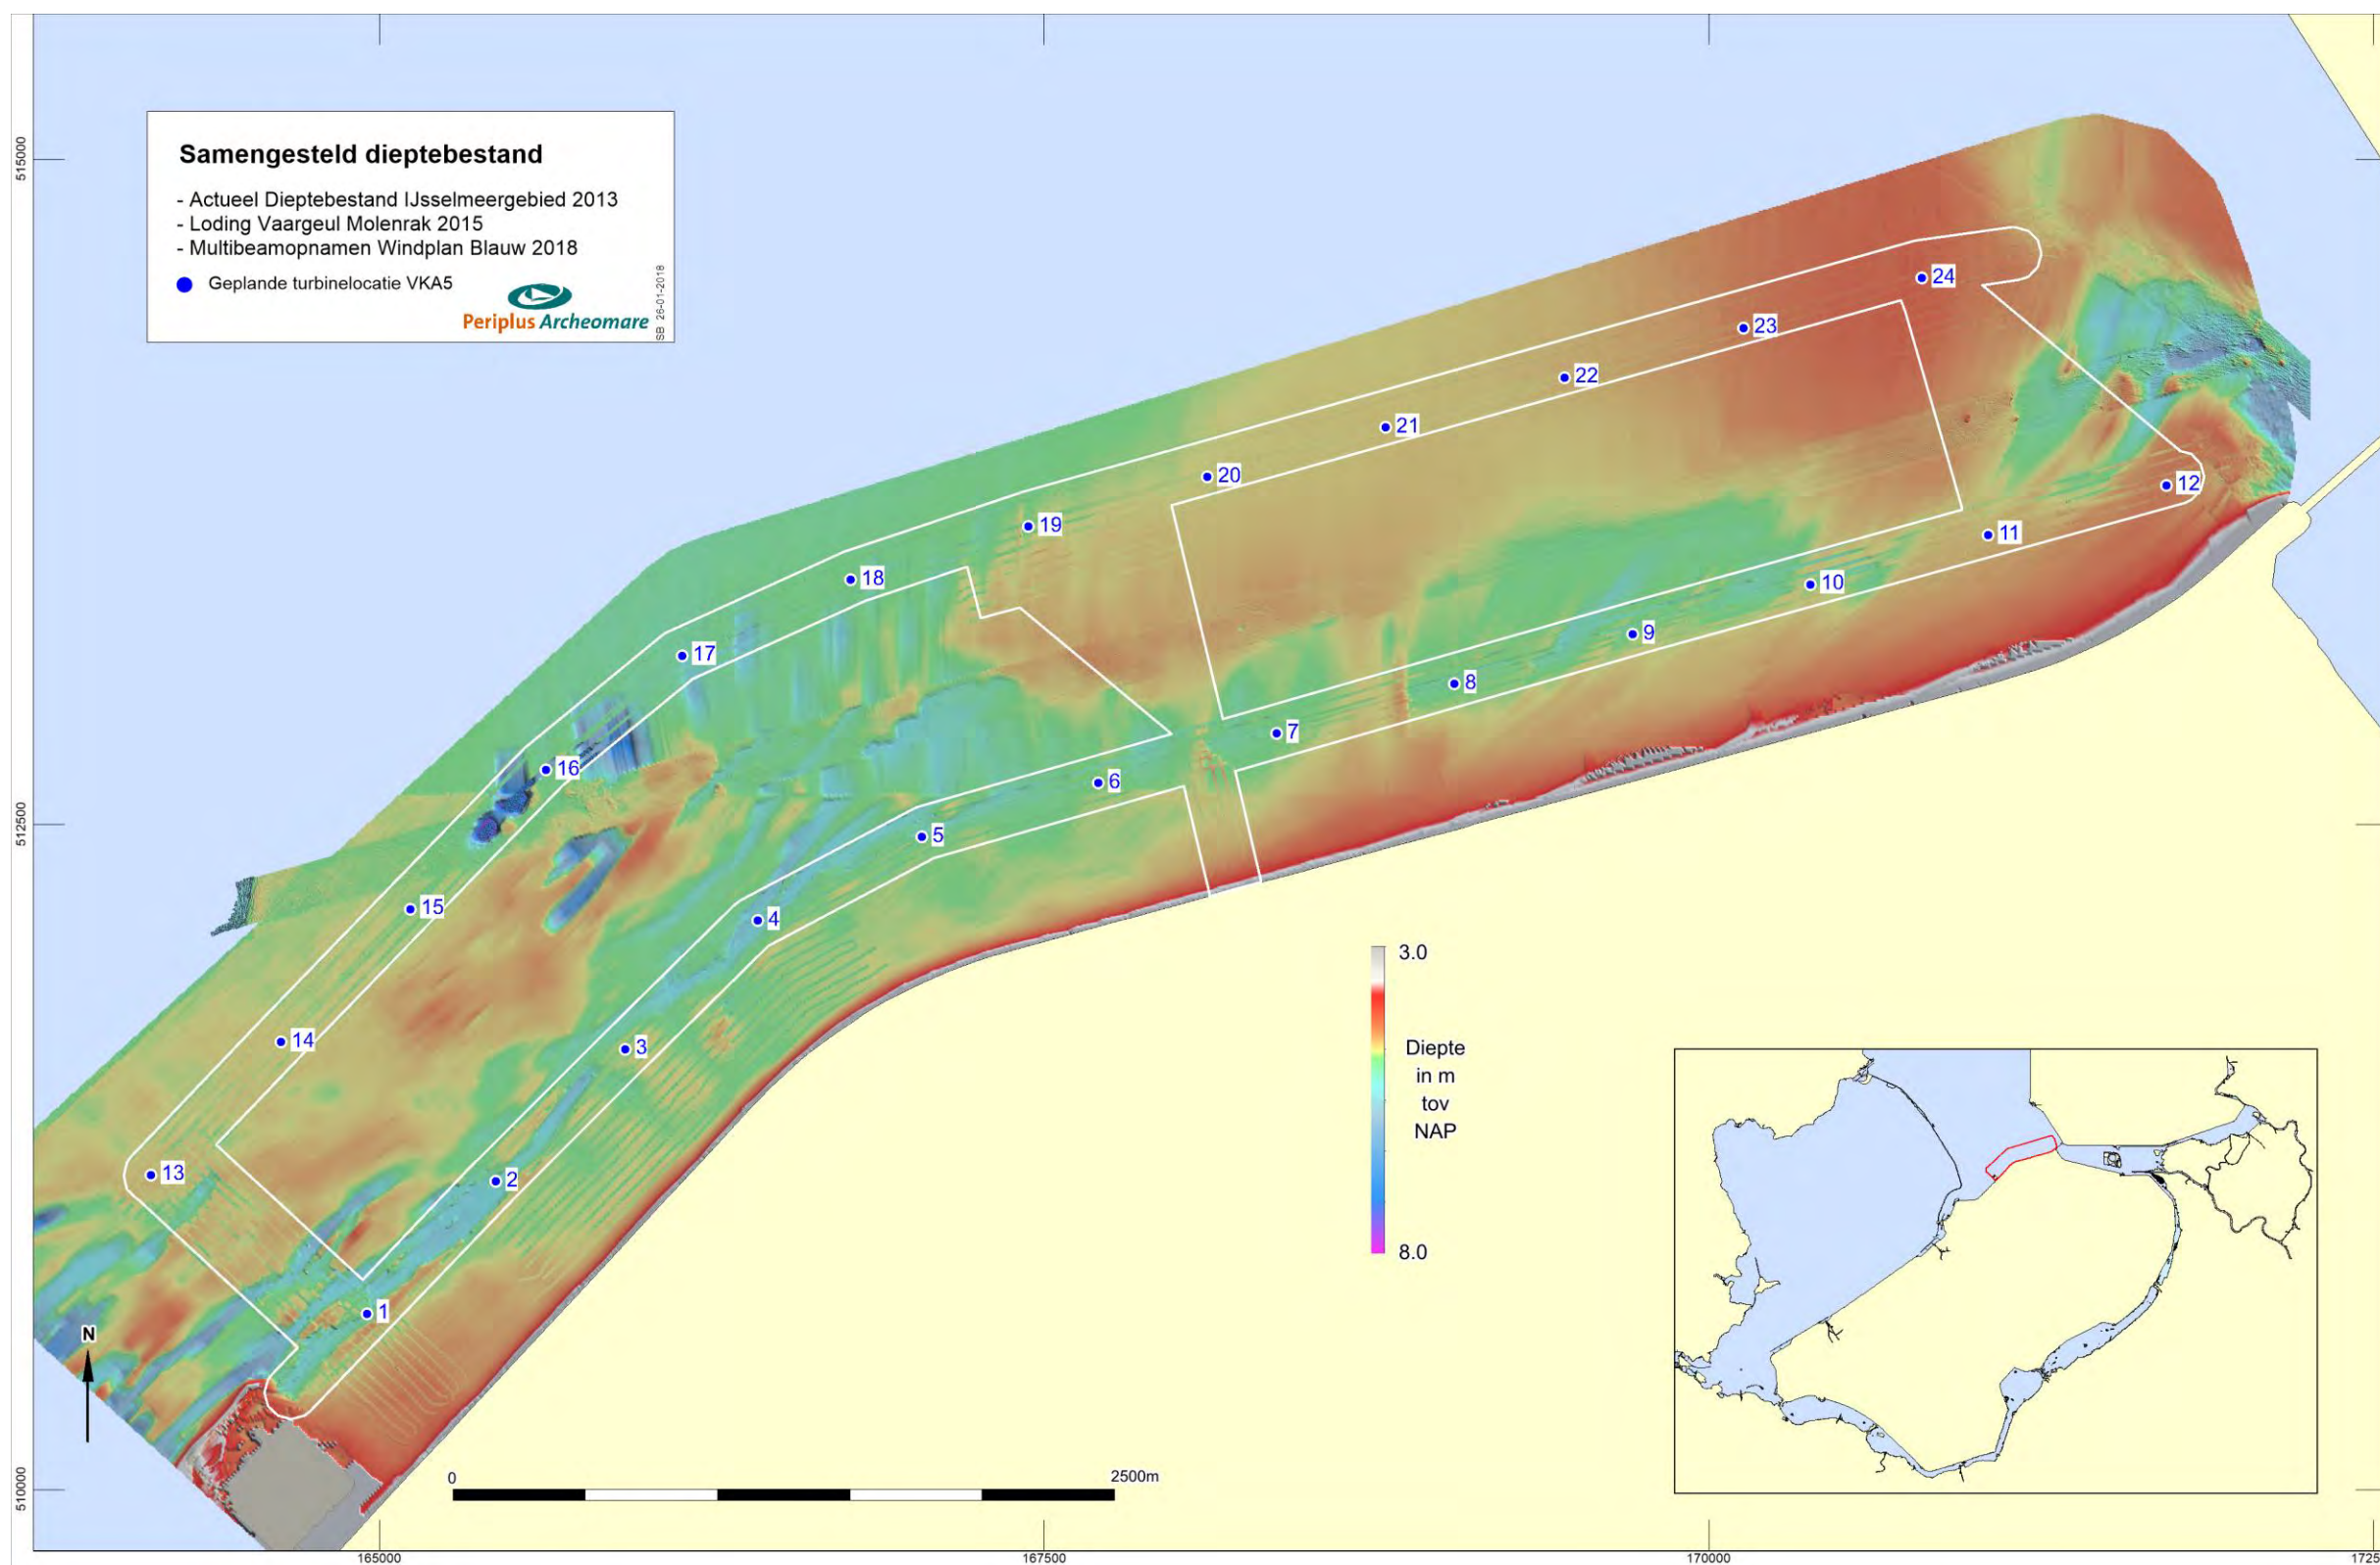 Samengesteld dieptebestand
- Actueel Dieptebestand IJsselmeergebied 2013
- Loding Vaargeul Molenrak 2015
- Multibeamopnamen Windplan Blauw 2018
Geplande turbinelocatie VKA5
Periplus Archeomare
SSB 26-01-2018
515000
512500
510000
24
23
22
21
20
19
18
17
16
15
14
13
12
11
10
9
8
7
6
5
4
3
2
1
3.0
Diepte
in m
tov
NAP
8.0
N
0
2500m
165000
167500
170000
1725